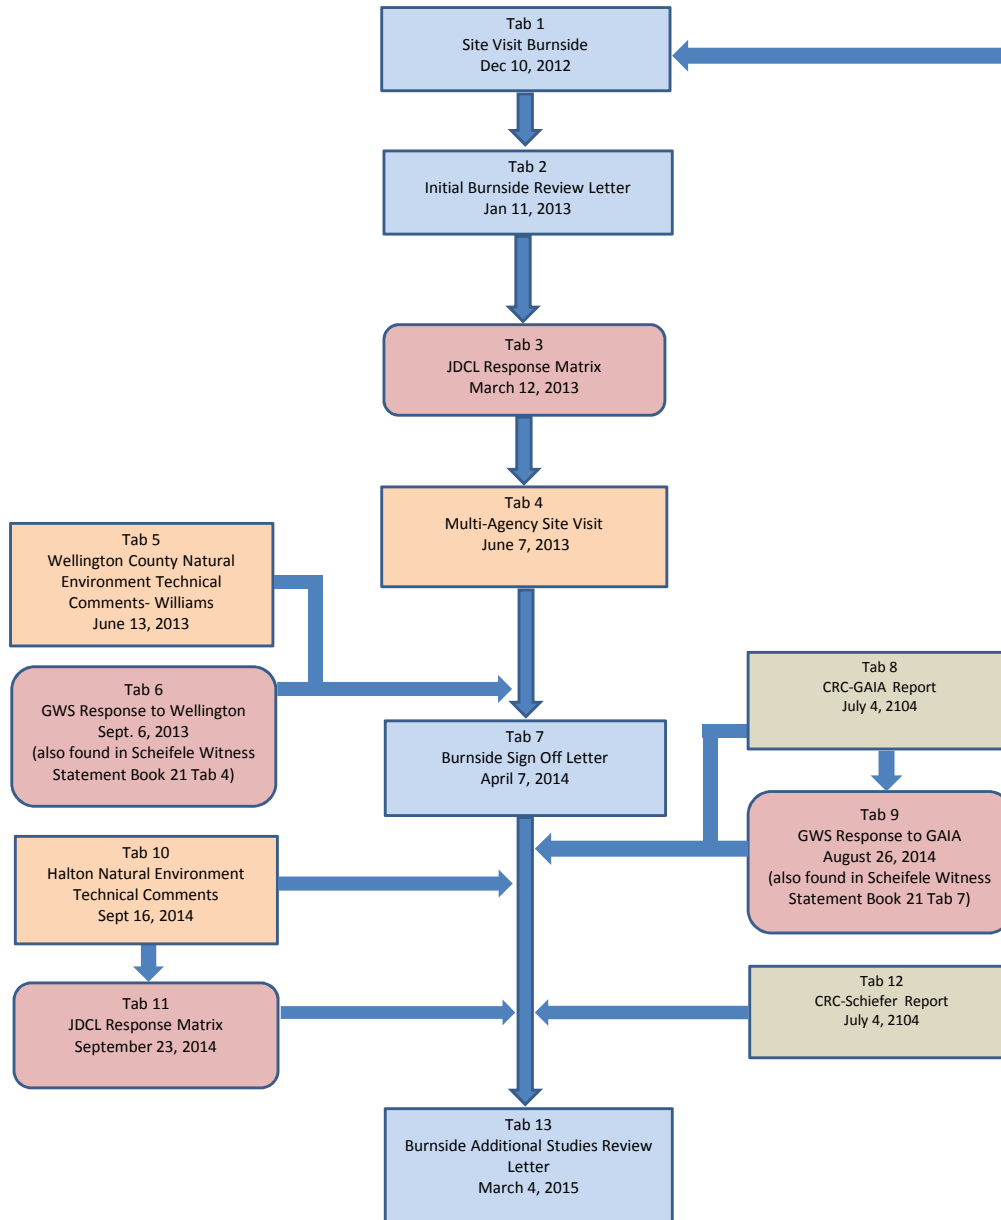 Tab 1
Site Visit Burnside
Dec 10, 2012
Tab 2
Initial Burnside Review Letter
Jan 11, 2013
Tab 3
JDCL Response Matrix
March 12, 2013
Tab 4
Multi-Agency Site Visit
June 7, 2013
Tab 5
Wellington County Natural
Environment Technical
Comments- Williams
June 13, 2013
Tab 6
GWS Response to Wellington
Sept. 6, 2013
(also found in Scheifele Witness
Statement Book 21 Tab 4)
Tab 7
Burnside Sign Off Letter
April 7, 2014
Tab 8
CRC-GAIA Report
July 4, 2104
Tab 9
GWS Response to GAIA
August 26, 2014
(also found in Scheifele Witness
Statement Book 21 Tab 7)
Tab 10
Halton Natural Environment
Technical Comments
Sept 16, 2014
Tab 11
JDCL Response Matrix
September 23, 2014
Tab 12
CRC-Schiefer Report
July 4, 2104
Tab 13
Burnside Additional Studies Review
Letter
March 4, 2015